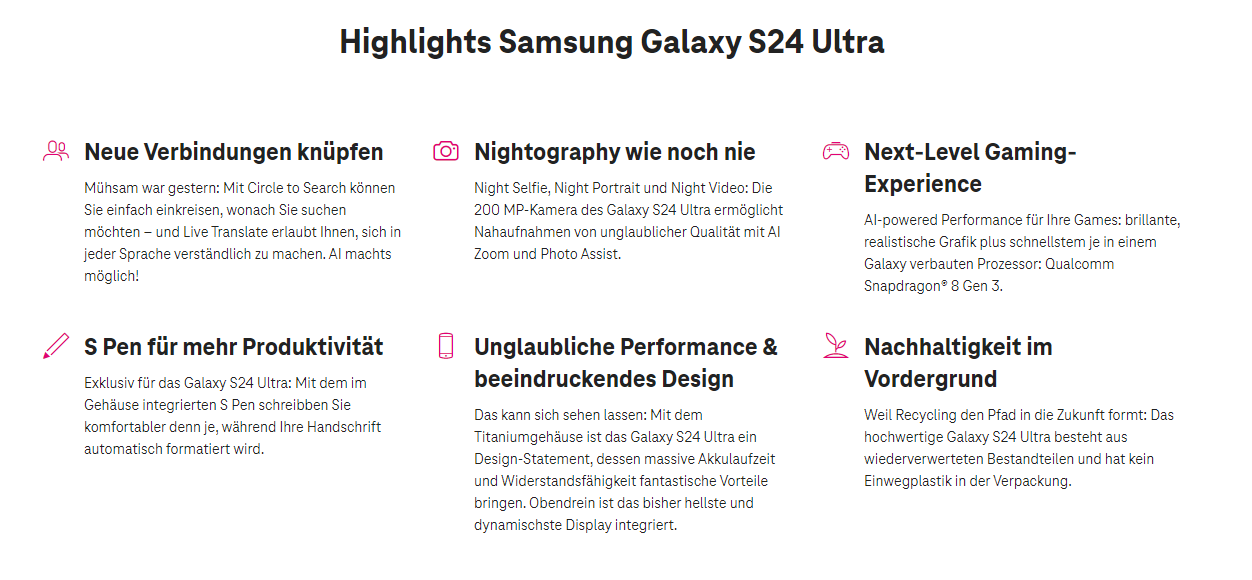 Highlights Samsung Galaxy S24 Ultra
Neue Verbindungen knüpfen
Mühsam war gestern: Mit Circle to Search können
Sie einfach einkreisen, wonach Sie suchen
möchten – und Live Translate erlaubt Ihnen, sich in
jeder Sprache verständlich zu machen. AI machts
möglich!
Nightography wie noch nie
Night Selfie, Night Portrait und Night Video: Die
200 MP-Kamera des Galaxy S24 Ultra ermöglicht
Nahaufnahmen von unglaublicher Qualität mit AI
Zoom und Photo Assist.
Next-Level Gaming-
Experience
AI-powered Performance für Ihre Games: brillante,
realistische Grafik plus schnellstem je in einem
Galaxy verbauten Prozessor: Qualcomm
Snapdragon® 8 Gen 3.
S Pen für mehr Produktivität
Exklusiv für das Galaxy S24 Ultra: Mit dem im
Gehäuse integrierten S Pen schreibben Sie
komfortabler denn je, während Ihre Handschrift
automatisch formatiert wird.
Unglaubliche Performance &
beeindruckendes Design
Das kann sich sehen lassen: Mit dem
Titaniumgehäuse ist das Galaxy S24 Ultra ein
Design-Statement, dessen massive Akkulaufzeit
und Widerstandsfähigkeit fantastische Vorteile
bringen. Obendrein ist das bisher hellste und
dynamischste Display integriert.
Nachhaltigkeit im
Vordergrund
Weil Recycling den Pfad in die Zukunft formt: Das
hochwertige Galaxy S24 Ultra besteht aus
wiederverwerteten Bestandteilen und hat kein
Einwegplastik in der Verpackung.